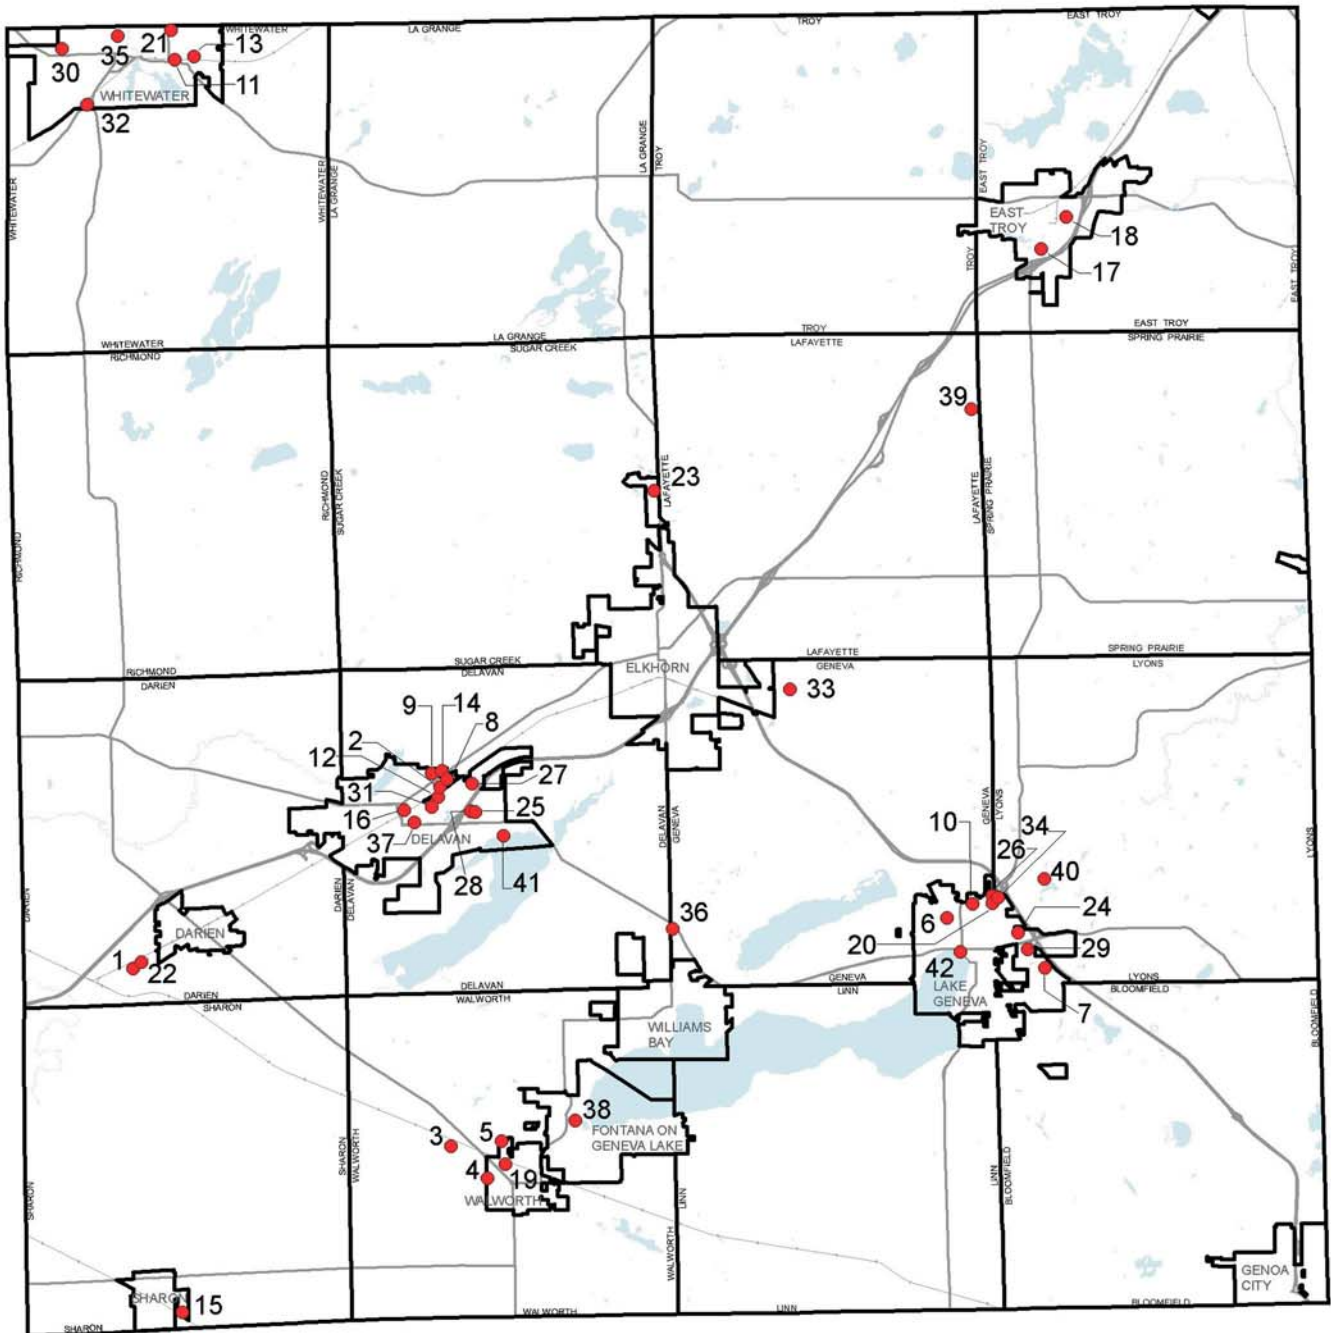 TROY
EAST TROY
LA GRANGE
WHITEWATER
35
21
13
30
11
WHITEWATER
32
LA GRANGE
TROY
EAST TROY
WHITEWATER
WHITEWATER
LA GRANGE
EAST
TROY
18
17
TROY
EAST TROY
WHITEWATER
RICHMOND
LA GRANGE
SUGAR CREEK
TROY
LAFAYETTE
EAST TROY
SPRING PRAIRIE
39
23
LAFAYETTE
RICHMOND
SUGAR CREEK
LAFAYETTE
SPRING PRAIRIE
RICHMOND
RICHMOND
DARIEN
SUGAR CREEK
DELAVAN
ELKHORN
LAFAYETTE
GENEVA
SPRING PRAIRIE
LYONS
33
9
14
8
2
12
27
31
16
25
37
DELAVAN
28
41
DELAVAN
GENEVA
GENEVA
LYONS
LYONS
10
34
26
40
6
24
20
29
42
36
DARIEN
DARIEN
DELAVAN
DARIEN
1
22
DARIEN
SHARON
DELAVAN
WALWORTH
GENEVA
LINN
LAKE
GENEVA
LYONS
BLOOMFIELD
7
BLOOMFIELD
WILLIAMS
BAY
38
FONTANA ON
GENEVA LAKE
3
5
4
19
WALWORTH
SHARON
WALWORTH
SHARON
LINN
WALWORTH
LINN
BLOOMFIELD
GENOA
CITY
SHARON
15
SHARON
WALWORTH
LINN
BLOOMFIELD